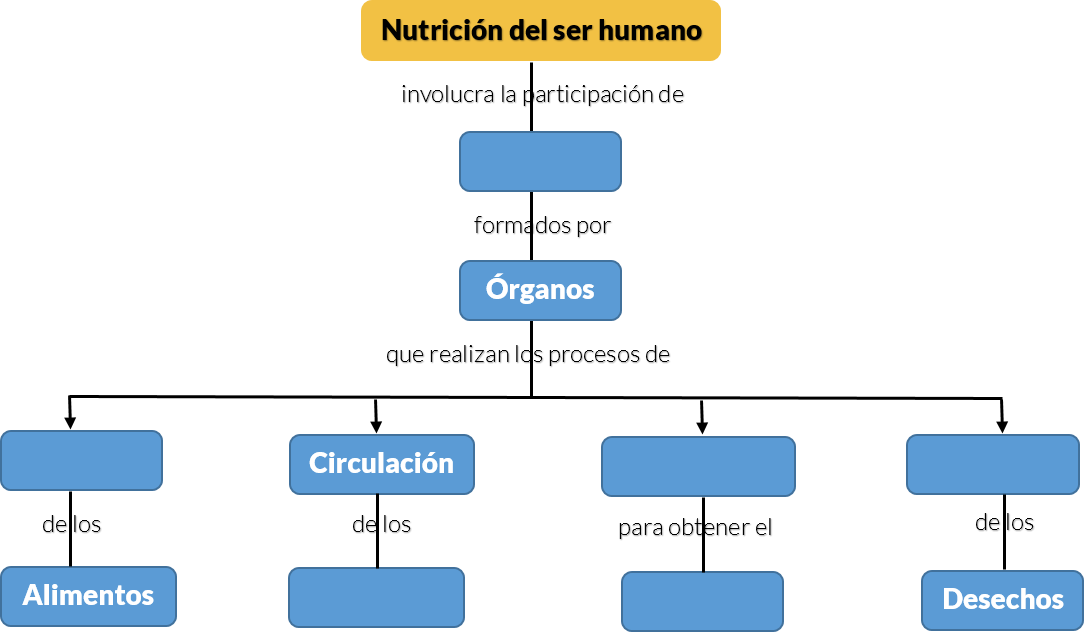 Nutrición del ser humano
involucra la participación de
formados por
Órganos
que realizan los procesos de
Circulación
de los
de los
para obtener el
de los
Alimentos
Desechos